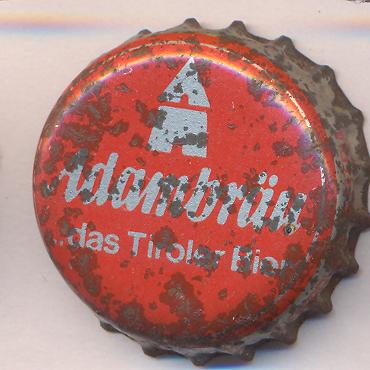 Adambräu
...das Tiroler Bier